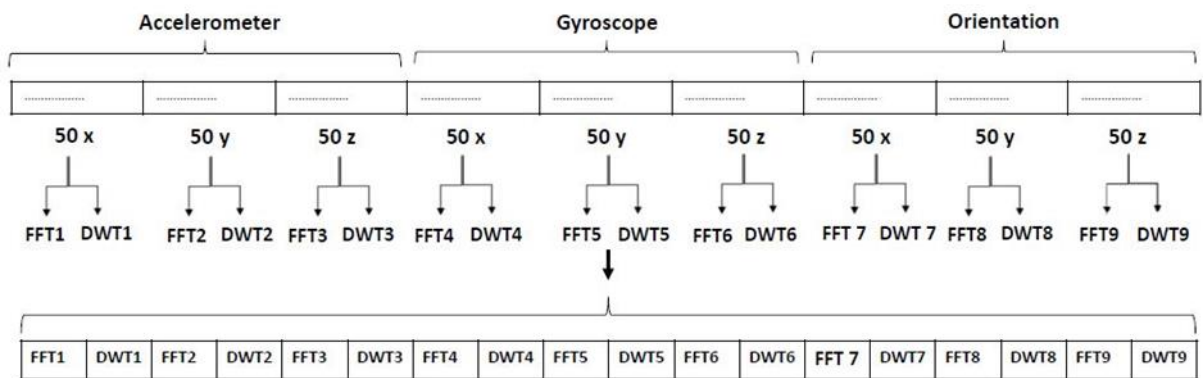 Accelerometer Gyroscope Orientation
50 x 50 y 50 z 50 x 50 y 50 z 50 x 50 y 50 z
FFT1 DWT1 FFT2 DWT2 FFT3 DWT3 FFT4 DWT4 FFT5 DWT5 FFT6 DWT6 FFT 7 DWT 7 FFT8 DWT8 FFT9 DWT9
FFT1 DWT1 FFT2 DWT2 FFT3 DWT3 FFT4 DWT4 FFT5 DWT5 FFT6 DWT6 FFT 7 DWT7 FFT8 DWT8 FFT9 DWT9